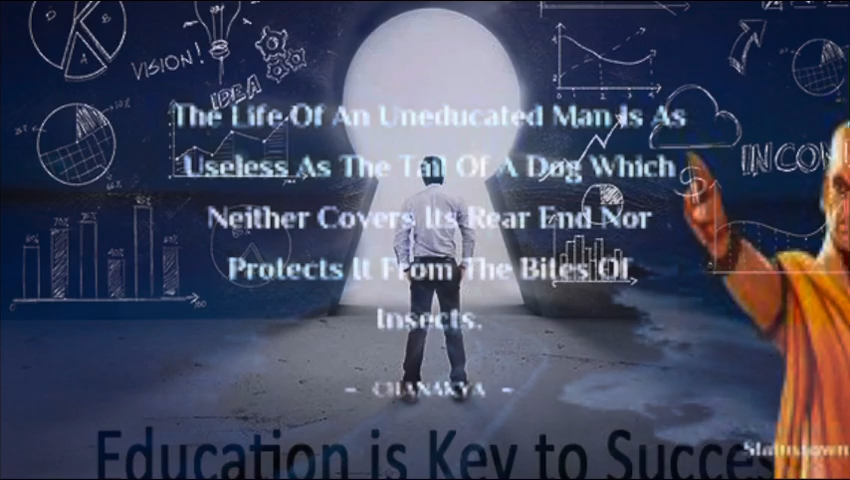 VISION!
IDEA
K
B
A
The Life Of An Uneducated Man Is As
Useless As The Tail Of A Dog Which
Neither Covers Its Rear End Nor
Protects It From The Bites Of
Insects.
- CHANAKYA -
INCOM
$
Education is Key to Succes